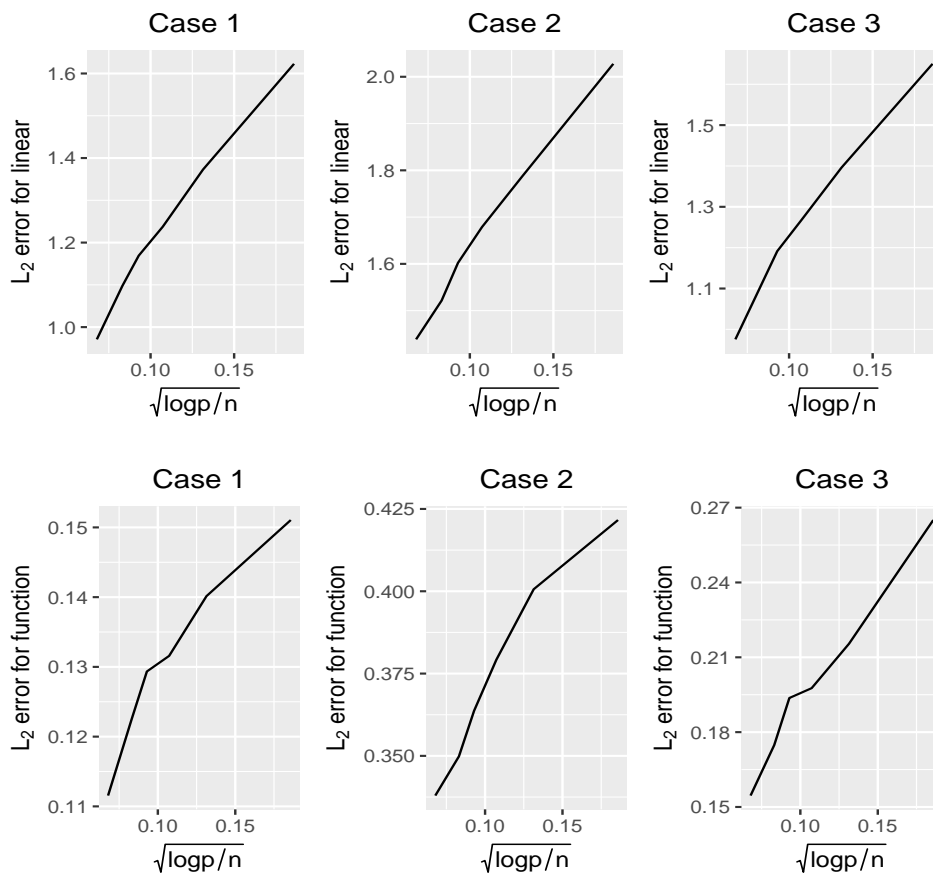 Case 1
L₂ error for linear
1.6
1.4
1.2
1.0
0.10 0.15
√logp/n
Case 2
L₂ error for linear
2.0
1.8
1.6
0.10 0.15
√logp/n
Case 3
L₂ error for linear
1.5
1.3
1.1
0.10 0.15
√logp/n
Case 1
L₂ error for function
0.15
0.14
0.13
0.12
0.11
0.10 0.15
√logp/n
Case 2
L₂ error for function
0.425
0.400
0.375
0.350
0.10 0.15
√logp/n
Case 3
L₂ error for function
0.27
0.24
0.21
0.18
0.15
0.10 0.15
√logp/n